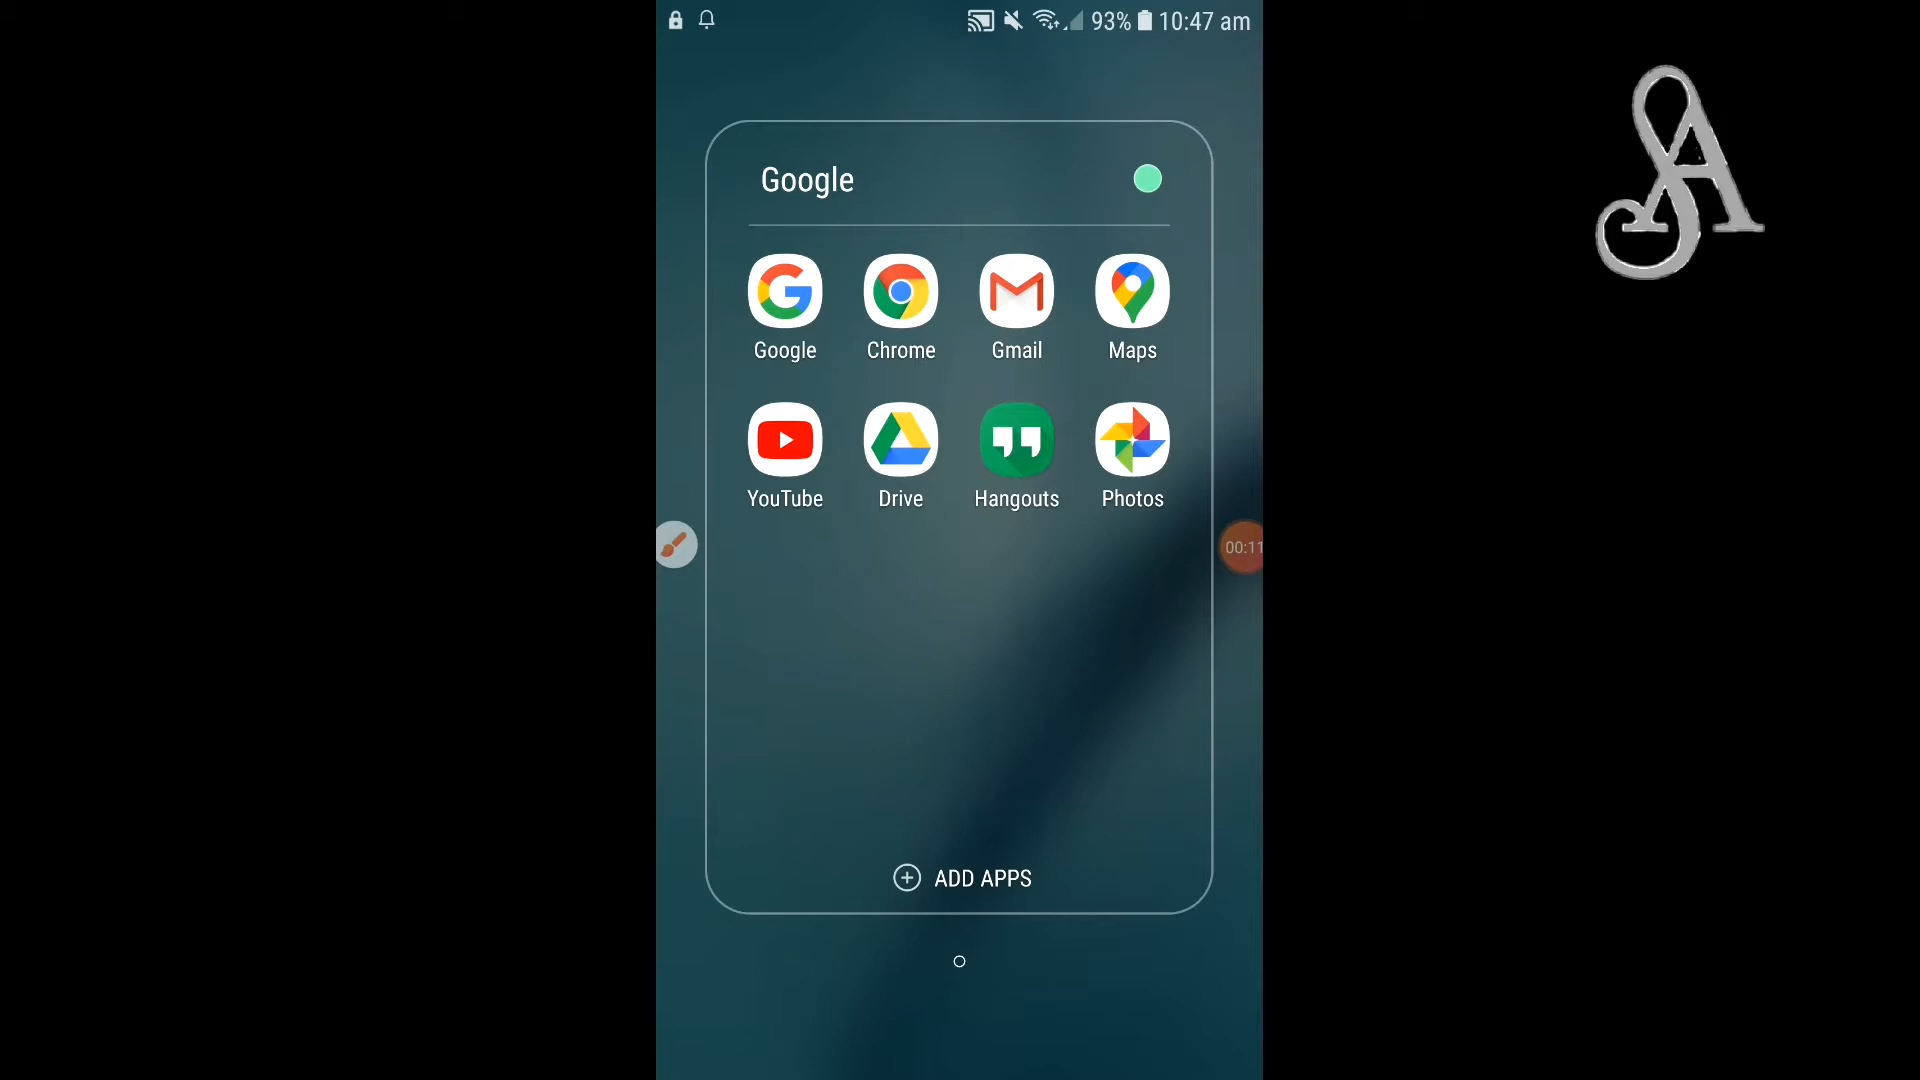 93% 10:47 am
Google
Google Chrome Gmail Maps
YouTube Drive Hangouts Photos
00:11
ADD APPS